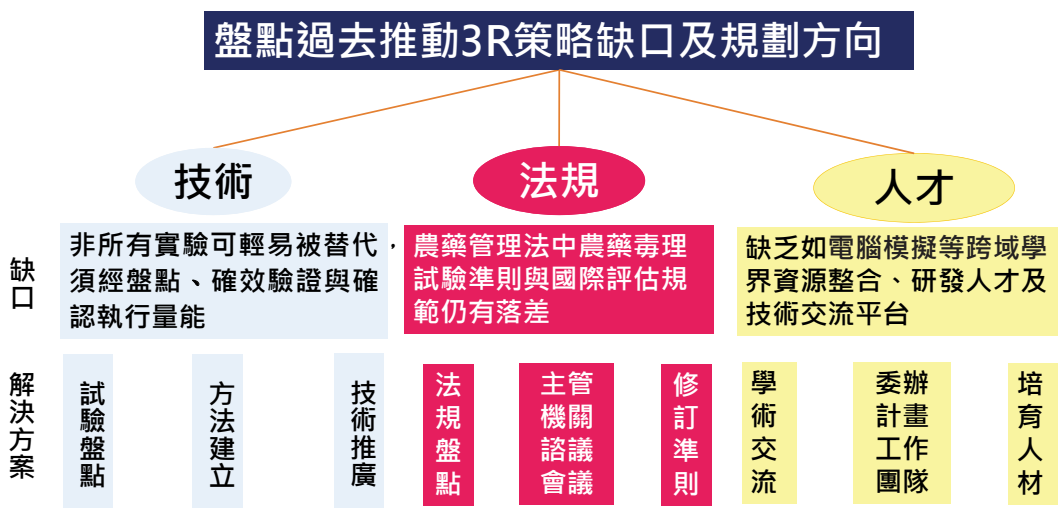 盤點過去推動3R策略缺口及規劃方向
技術
法規
人才
缺口
非所有實驗可輕易被替代，
須經盤點、確效驗證與確
認執行量能
農藥管理法中農藥毒理
試驗準則與國際評估規
範仍有落差
缺乏如電腦模擬等跨域學
界資源整合、研發人才及
技術交流平台
解決方案
試驗盤點
方法建立
技術推廣
法規盤點
主管
機關
諮議
會議
修訂準則
學術交流
委辦
計畫
工作
團隊
培育人材